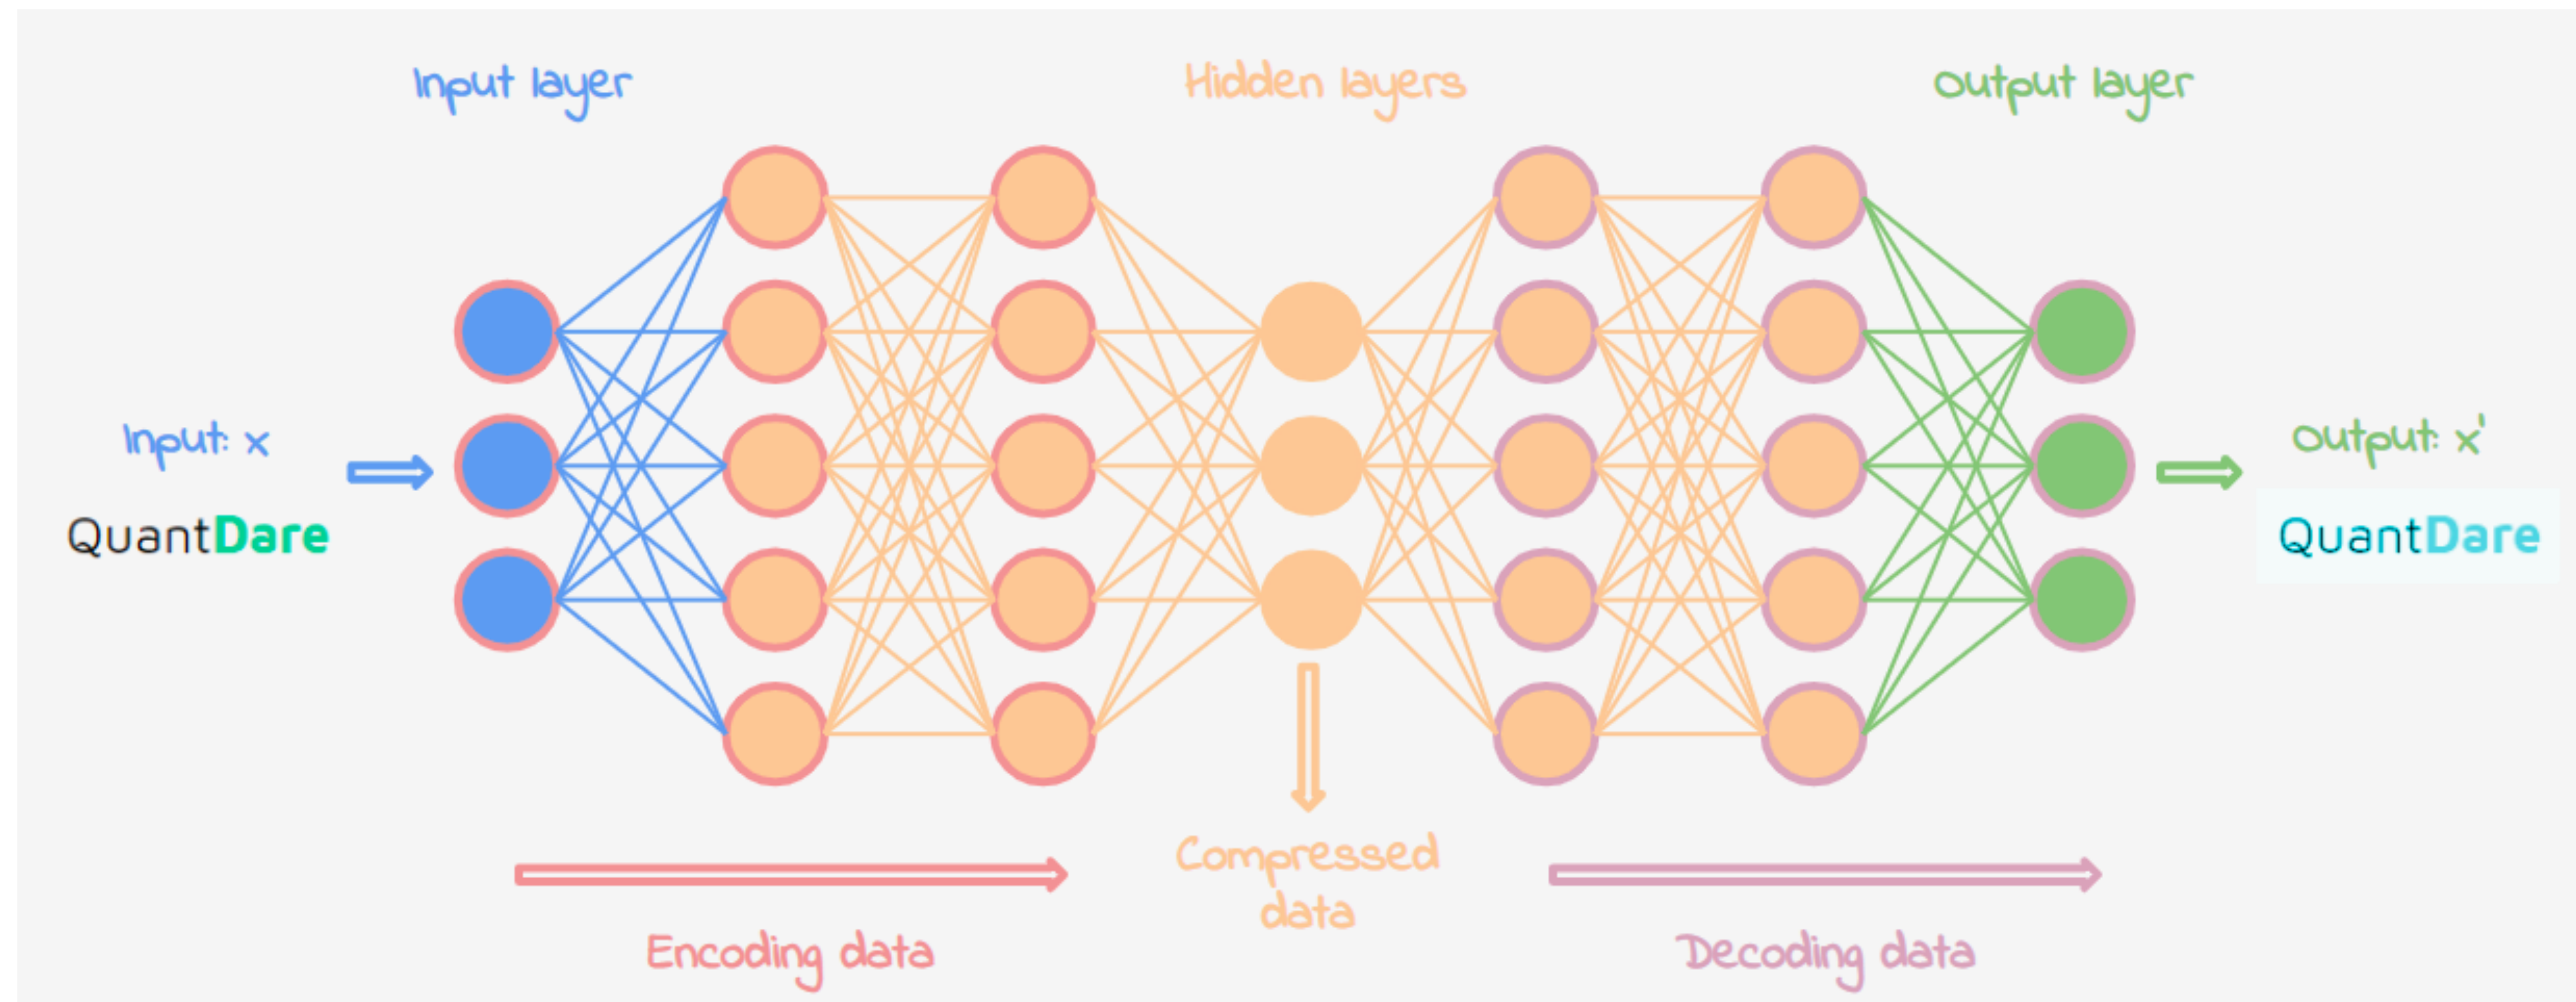 Input layer
Hidden layers
Output layer
Input: x
QuantDare
Output: x'
QuantDare
Compressed
data
Encoding data
Decoding data